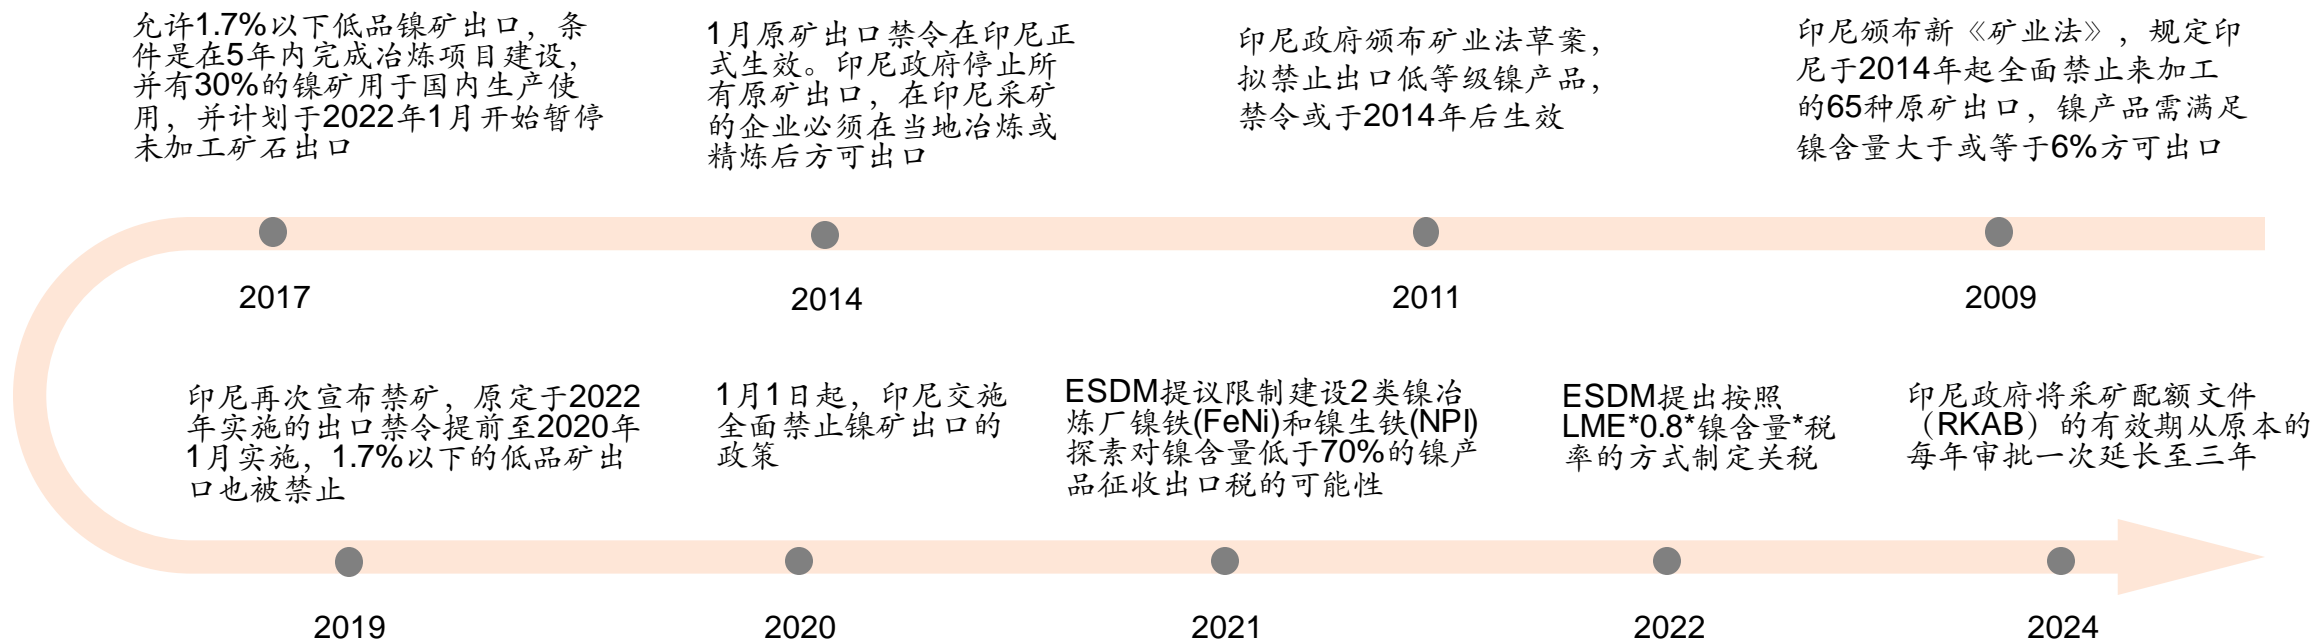 允许1.7%以下低品镍矿出口，条
件是在5年内完成冶炼项目建设，
并有30%的镍矿用于国内生产使
用，并计划于2022年1月开始暂停
未加工矿石出口
1月原矿出口禁令在印尼正
式生效。印尼政府停止所
有原矿出口，在印尼采矿
的企业必须在当地冶炼或
精炼后方可出口
印尼政府颁布矿业法草案，
拟禁止出口低等级镍产品，
禁令或于2014年后生效
印尼颁布新《矿业法》，规定印
尼于2014年起全面禁止来加工
的65种原矿出口，镍产品需满足
镍含量大于或等于6%方可出口
2017
2014
2011
2009
印尼再次宣布禁矿，原定于2022
年实施的出口禁令提前至2020年
1月实施，1.7%以下的低品矿出
口也被禁止
1月1日起，印尼交施
全面禁止镍矿出口的
政策
ESDM提议限制建设2类镍冶
炼厂镍铁(FeNi)和镍生铁(NPI)
探素对镍含量低于70%的镍产
品征收出口税的可能性
ESDM提出按照
LME*0.8*镍含量*税
率的方式制定关税
印尼政府将采矿配额文件
（RKAB）的有效期从原本的
每年审批一次延长至三年
2019
2020
2021
2022
2024